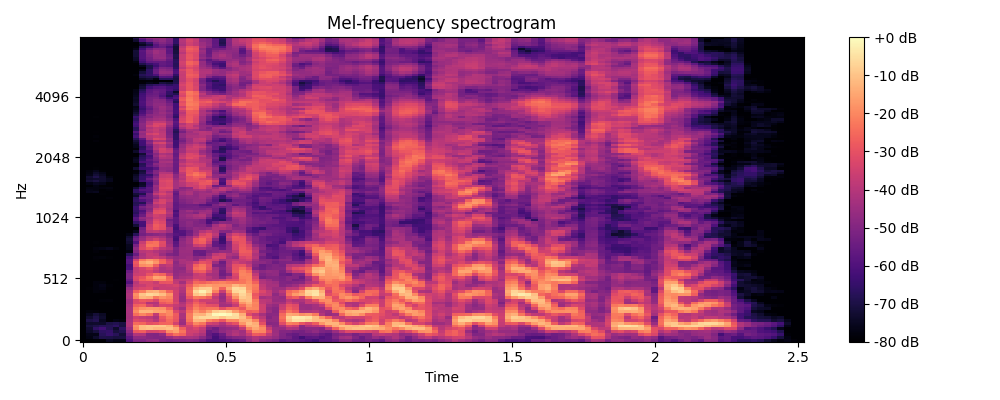 Mel-frequency spectrogram
+0 dB
-10 dB
-20 dB
-30 dB
-40 dB
-50 dB
-60 dB
-70 dB
-80 dB
Hz
4096
2048
1024
512
0
0 0.5 1 1.5 2 2.5
Time